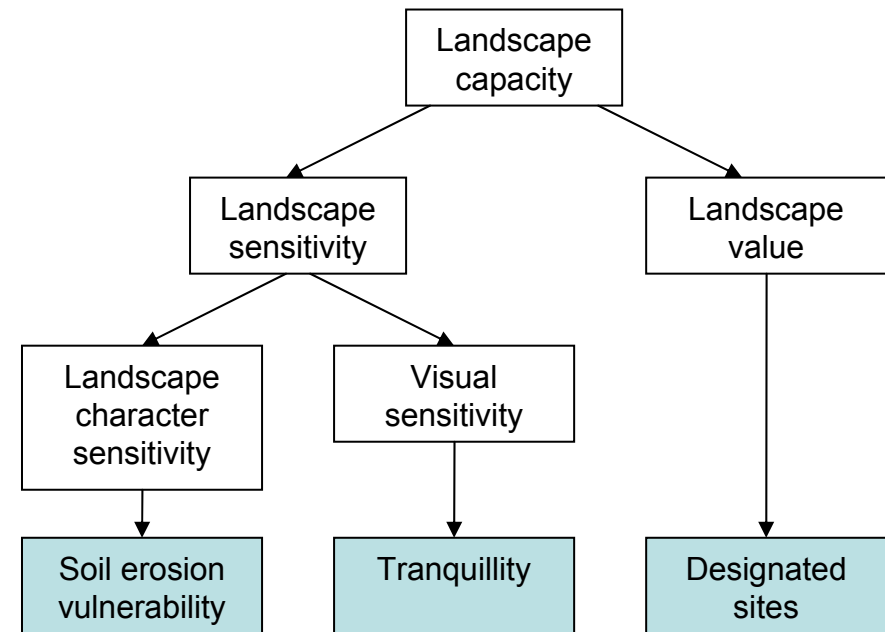 Landscape
capacity
Landscape
sensitivity
Landscape
value
Landscape
character
sensitivity
Visual
sensitivity
Soil erosion
vulnerability
Tranquillity
Designated
sites